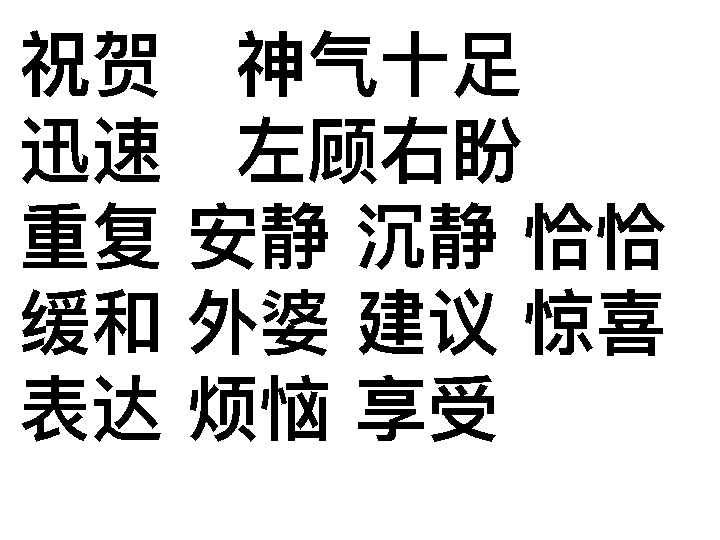 祝贺 神气十足
迅速 左顾右盼
重复 安静 沉静 恰恰
缓和 外婆 建议 惊喜
表达 烦恼 享受